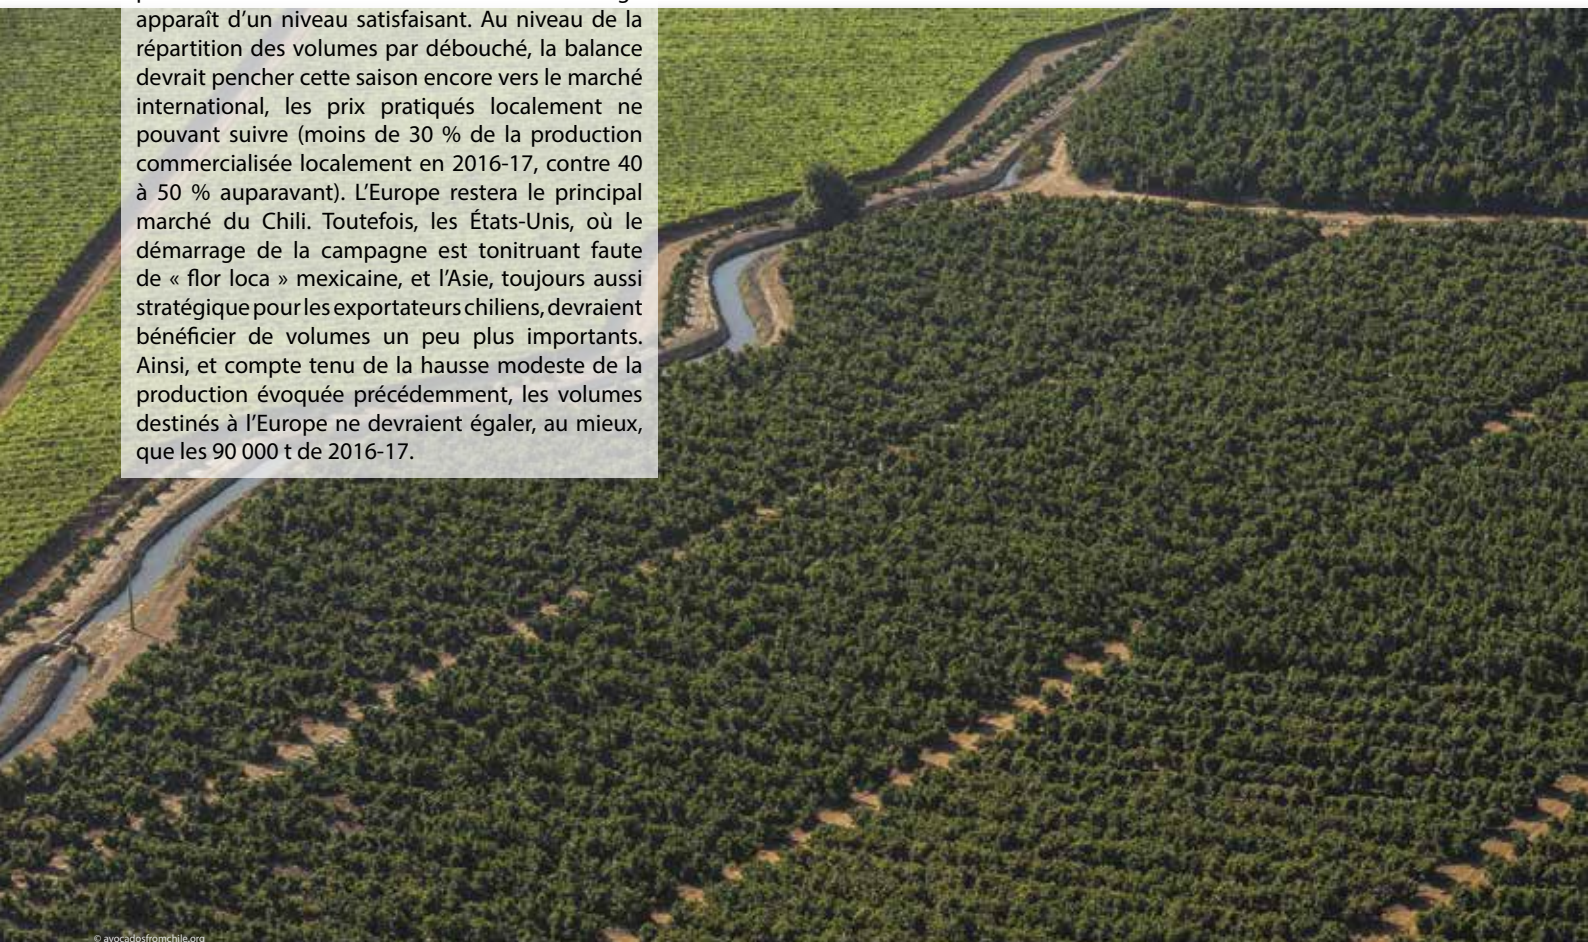 apparaît d’un niveau satisfaisant. Au niveau de la
répartition des volumes par débouché, la balance
devrait pencher cette saison encore vers le marché
international, les prix pratiqués localement ne
pouvant suivre (moins de 30 % de la production
commercialisée localement en 2016-17, contre 40
à 50 % auparavant). L’Europe restera le principal
marché du Chili. Toutefois, les États-Unis, où le
démarrage de la campagne est tonitruant faute
de « flor loca » mexicaine, et l’Asie, toujours aussi
stratégique pour les exportateurs chiliens, devraient
bénéficier de volumes un peu plus importants.
Ainsi, et compte tenu de la hausse modeste de la
production évoquée précédemment, les volumes
destinés à l’Europe ne devraient égaler, au mieux,
que les 90 000 t de 2016-17.
© avocadosfromchile.org